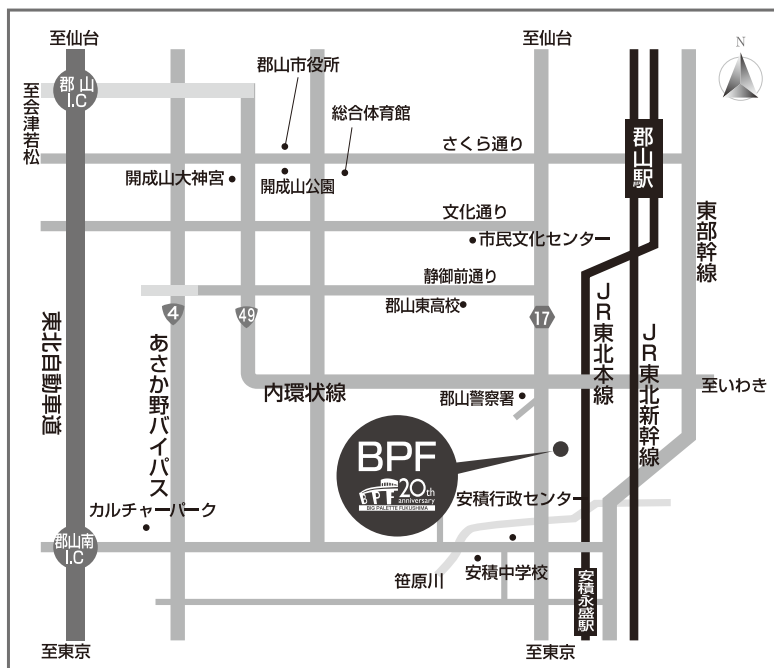 至仙台
至仙台
N
郡山市役所
郡山
I.C
至会津若松
総合体育館
さくら通り
郡山駅
開成山大神宮
開成山公園
文化通り
市民文化センター
東部幹線
静御前通り
郡山東高校
4
49
17
東北自動車道
あさか野バイパス
JR東北本線
JR東北新幹線
内環状線
郡山警察署
至いわき
BPF
BPF 20th
anniversary
BIG PALETTE FUKUSHIMA
安積行政センター
カルチャーパーク
郡山南
I.C
安積中学校
笹原川
安積永盛駅
至東京
至東京